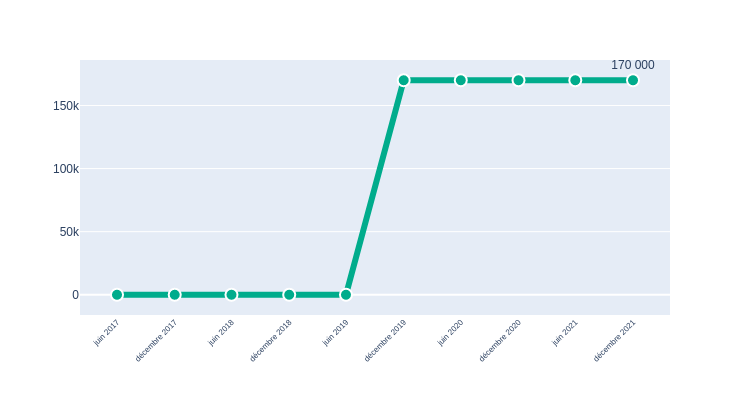 170 000
150k
100k
50k
0
juin 2017
décembre 2017
juin 2018
décembre 2018
juin 2019
décembre 2019
juin 2020
décembre 2020
juin 2021
décembre 2021